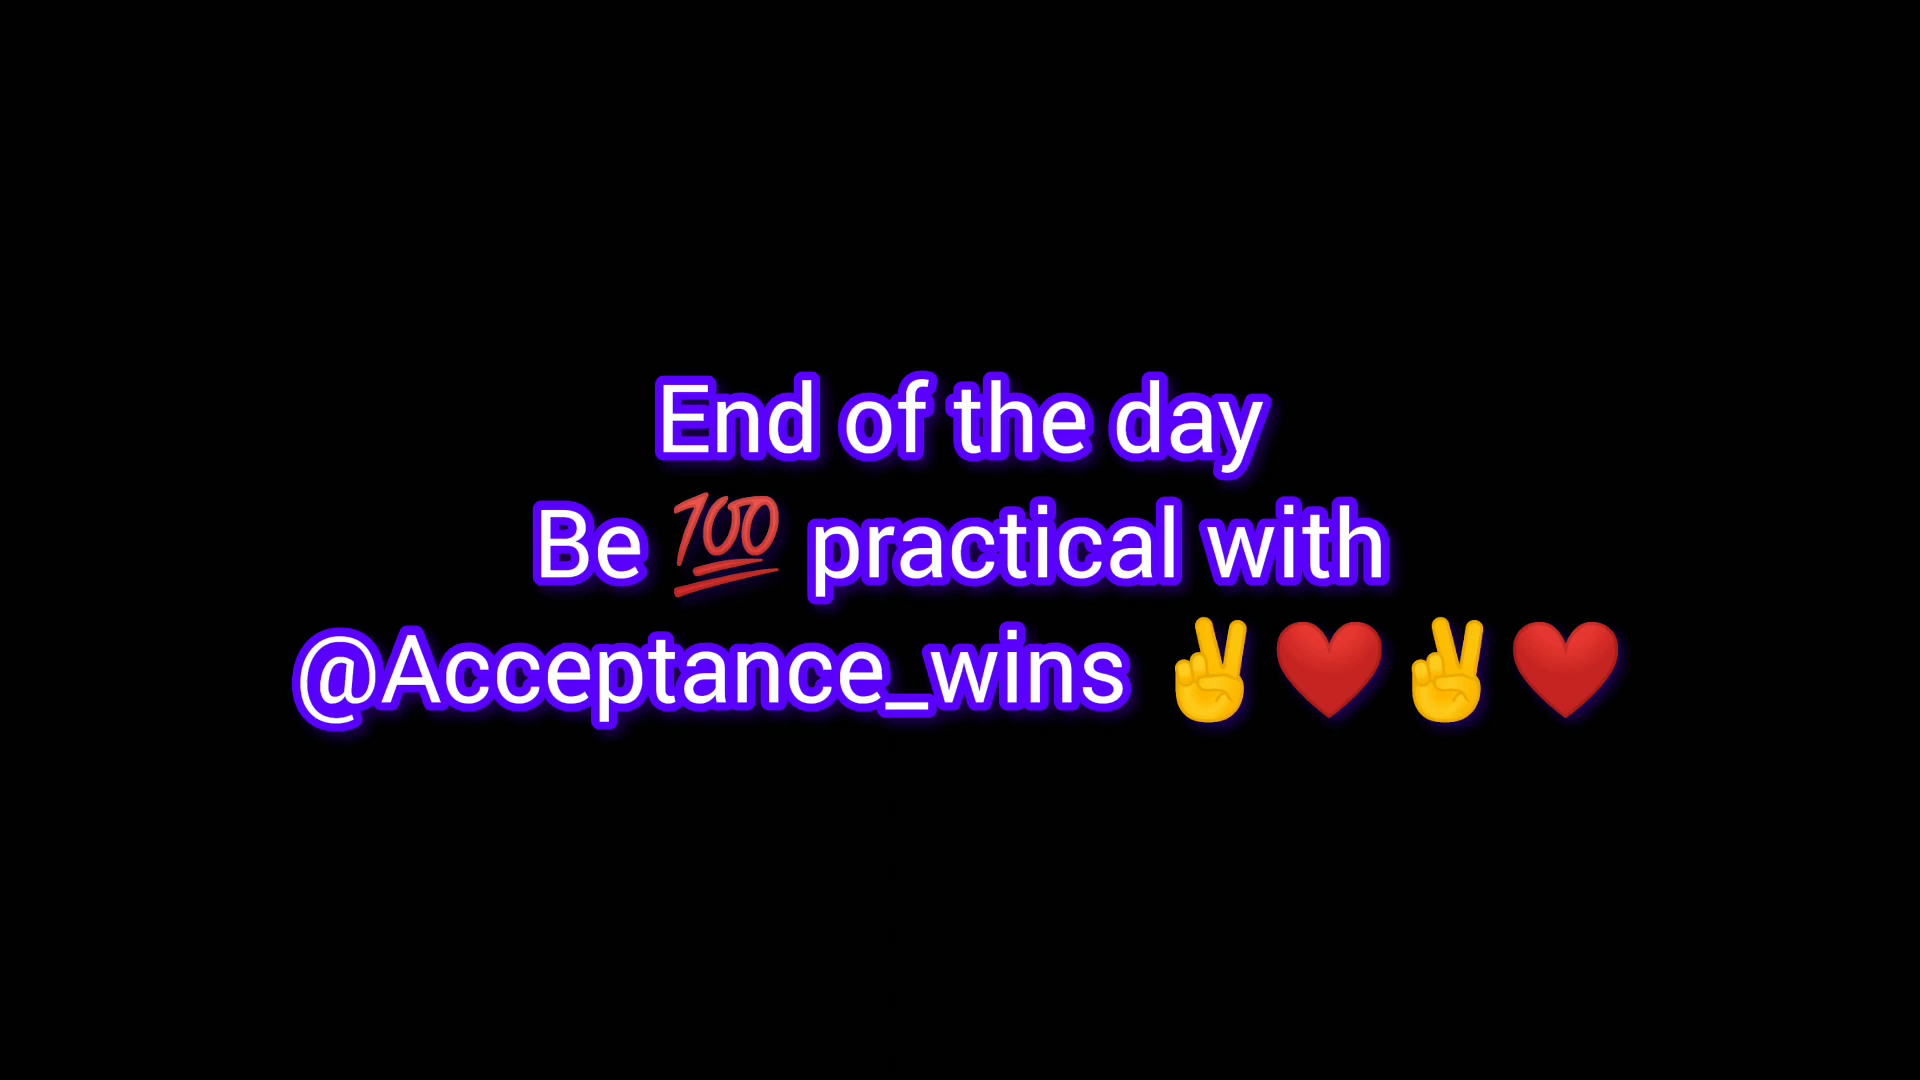 End of the day
Be 💯 practical with
@Acceptance_wins ✌️❤️✌️❤️